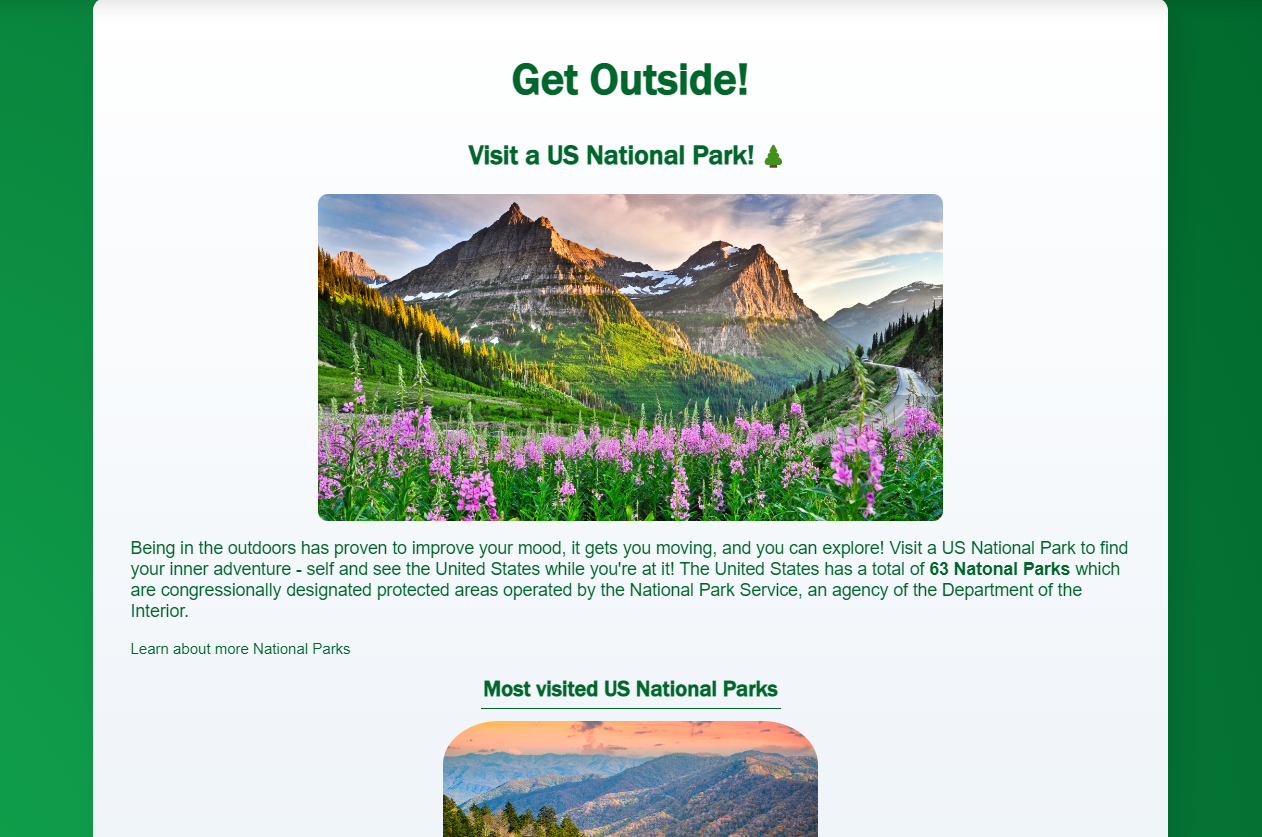 Get Outside!
Visit a US National Park! 🌲
Being in the outdoors has proven to improve your mood, it gets you moving, and you can explore! Visit a US National Park to find
your inner adventure - self and see the United States while you're at it! The United States has a total of 63 Natonal Parks which
are congressionally designated protected areas operated by the National Park Service, an agency of the Department of the
Interior.
Learn about more National Parks
Most visited US National Parks